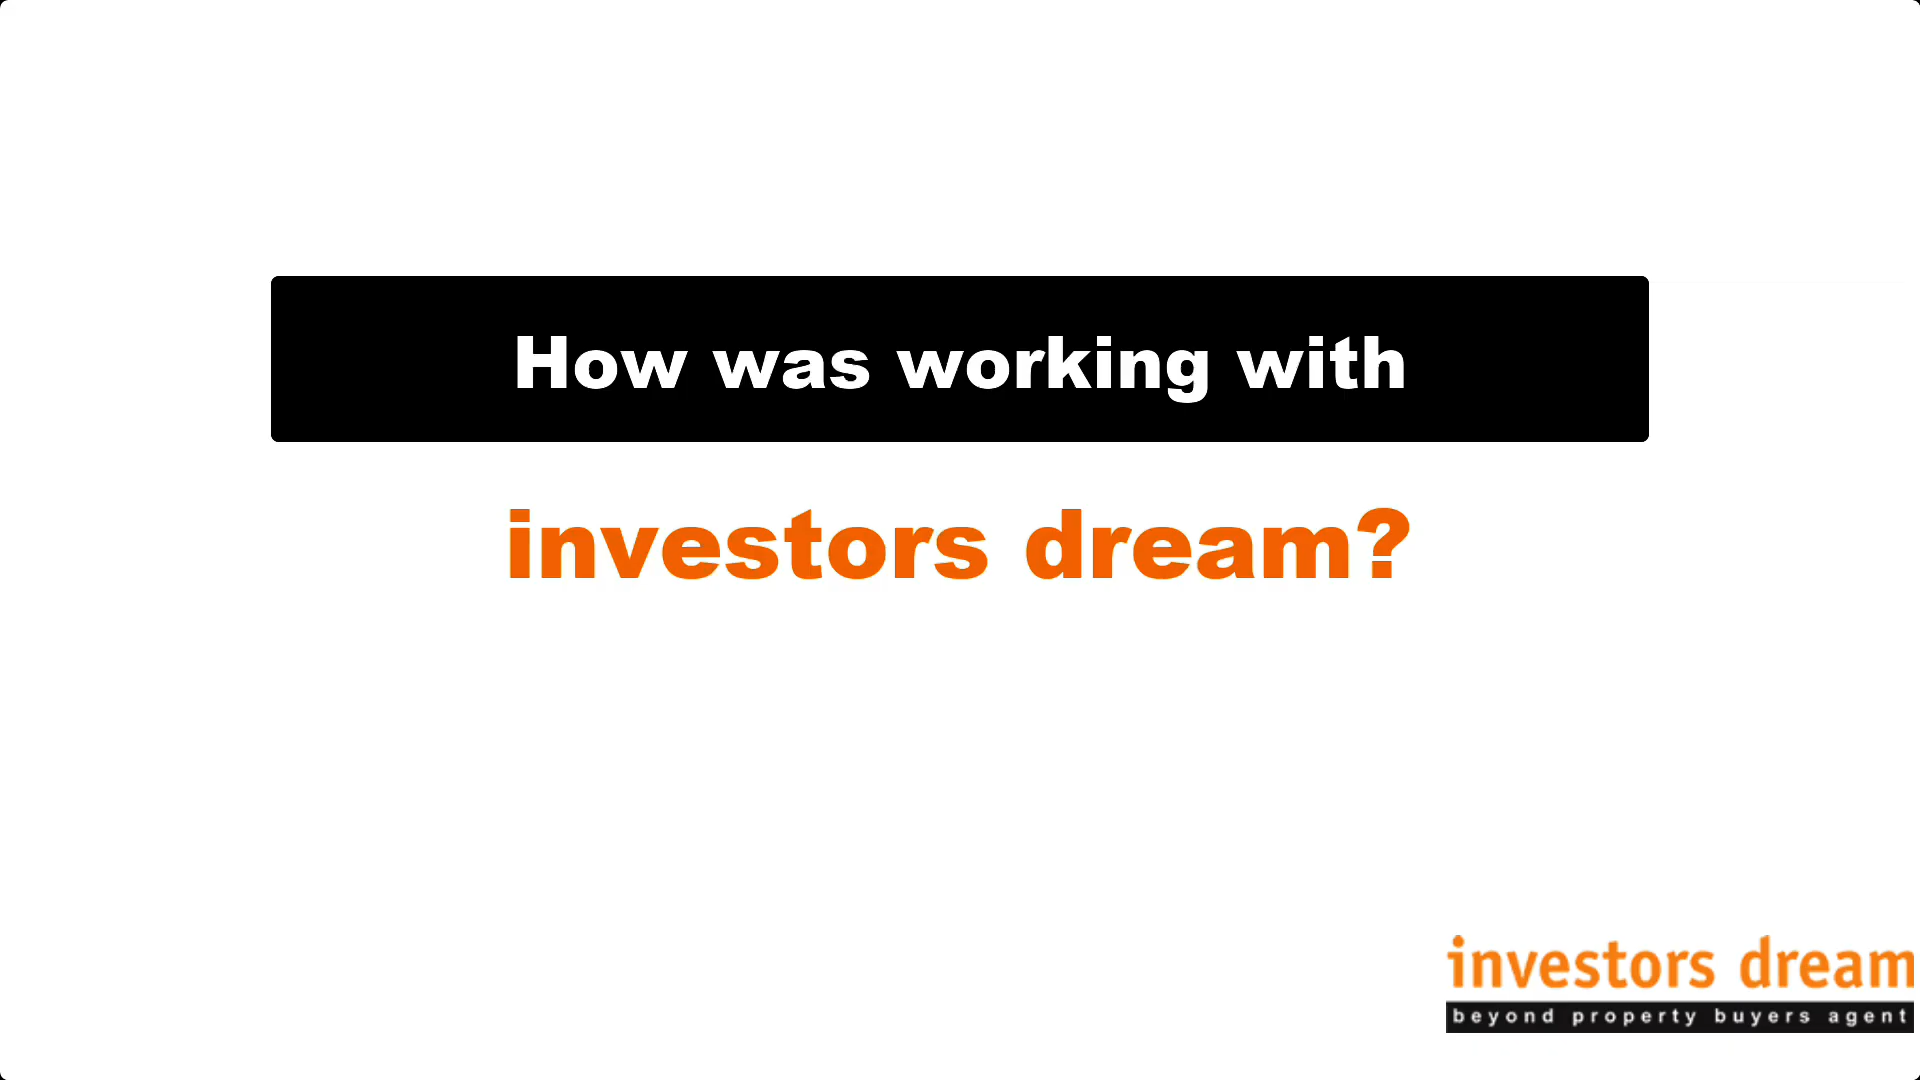 How was working with
investors dream?
investors dream
beyond property buyers agent